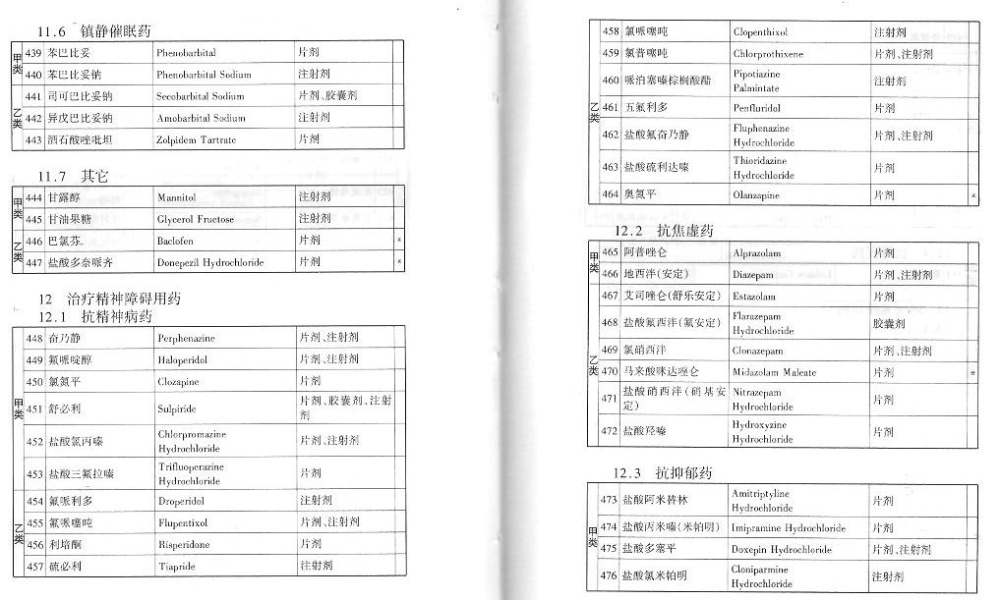 11.6 镇静催眠药
甲类
439 苯巴比妥 Phenobarbital 片剂
440 苯巴比妥钠 Phenobarbital Sodium 注射剂
乙类
441 司可巴比妥钠 Secobarbital Sodium 片剂、胶囊剂
442 异戊巴比妥钠 Amobarbital Sodium 注射剂
443 酒石酸唑吡坦 Zolpidem Tartrate 片剂
11.7 其它
甲类
444 甘露醇 Mannitol 注射剂
445 甘油果糖 Glycerol Fructose 注射剂
乙类
446 巴氯芬 Baclofen 片剂 *
447 盐酸多奈哌齐 Donepezil Hydrochloride 片剂 *
12 治疗精神障碍用药
12.1 抗精神病药
甲类
448 奋乃静 Perphenazine 片剂、注射剂
449 氟哌啶醇 Haloperidol 片剂、注射剂
450 氯氮平 Clozapine 片剂
451 舒必利 Sulpiride 片剂、胶囊剂、注射
剂
452 盐酸氯丙嗪 Chlorpromazine 片剂、注射剂
Hydrochloride
453 盐酸三氟拉嗪 Trifluoperazine 片剂
Hydrochloride
乙类
454 氟哌利多 Droperidol 注射剂
455 氟哌噻吨 Flupentixol 片剂、注射剂
456 利培酮 Risperidone 片剂
457 硫必利 Tiapride 注射剂
乙类
458 氯哌噻吨 Clopenthixol 注射剂
459 氯普噻吨 Chlorprothixene 片剂、注射剂
460 哌泊塞嗪棕榈酸酯 Pipotiazine 注射剂
Palmintate
461 五氟利多 Penfluridol 片剂
462 盐酸氟奋乃静 Fluphenazine 片剂、注射剂
Hydrochloride
463 盐酸硫利达嗪 Thioridazine 片剂
Hydrochloride
464 奥氮平 Olanzapine 片剂 *
12.2 抗焦虚药
甲类
465 阿普唑仑 Alprazolam 片剂
466 地西泮(安定) Diazepam 片剂、注射剂
乙类
467 艾司唑仑(舒乐安定) Estazolam 片剂
468 盐酸氟西泮(氟安定) Flarazepam 胶囊剂
Hydrochloride
469 氯硝西泮 Clonazepam 片剂、注射剂
470 马来酸咪达唑仑 Midazolam Maleate 片剂 *
471 盐酸硝西泮(硝基安 Nitrazepam 片剂
定) Hydrochloride
472 盐酸羟嗪 Hydroxyzine 片剂
Hydrochloride
12.3 抗抑郁药
甲类
473 盐酸阿米替林 Amitriptyline 片剂
Hydrochloride
474 盐酸丙米嗪(米帕明) Imipramine Hydrochloride 片剂
475 盐酸多塞平 Doxepin Hydrochloride 片剂、注射剂
476 盐酸氯米帕明 Cloniparmine 注射剂
Hydrochloride